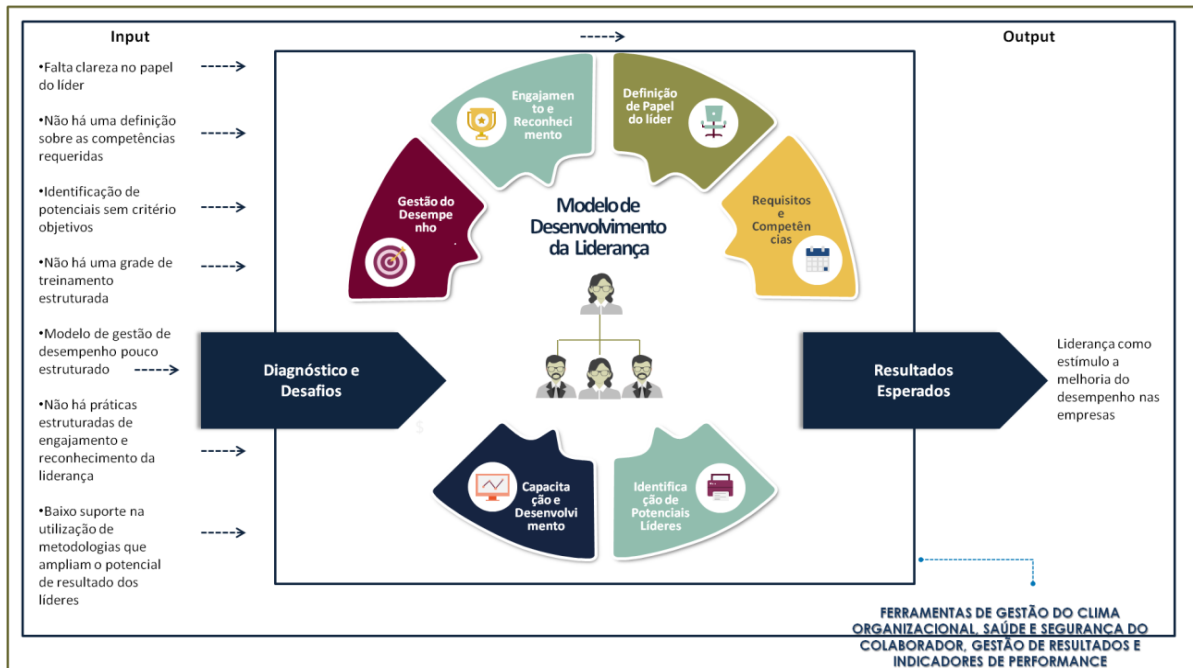 Input
Output
•Falta clareza no papel
do líder
•Não há uma definição
sobre as competências
requeridas
•Identificação de
potenciais sem critério
objetivos
•Não há uma grade de
treinamento
estruturada
•Modelo de gestão de
desempenho pouco
estruturado
•Não há práticas
estruturadas de
engajamento e
reconhecimento da
liderança
•Baixo suporte na
utilização de
metodologias que
ampliam o potencial
de resultado dos
líderes
Diagnóstico e
Desafios
Engajamen
to e
Reconheci
mento
Definição
de Papel
do líder
Gestão do
Desempe
nho
Requisitos
e
Competên
cias
Modelo de
Desenvolvimento
da Liderança
$
Capacita
ção e
Desenvolvi
mento
Identifica
ção de
Potenciais
Líderes
Resultados
Esperados
Liderança como
estímulo a
melhoria do
desempenho nas
empresas
FERRAMENTAS DE GESTÃO DO CLIMA
ORGANIZACIONAL, SAÚDE E SEGURANÇA DO
COLABORADOR, GESTÃO DE RESULTADOS E
INDICADORES DE PERFORMANCE